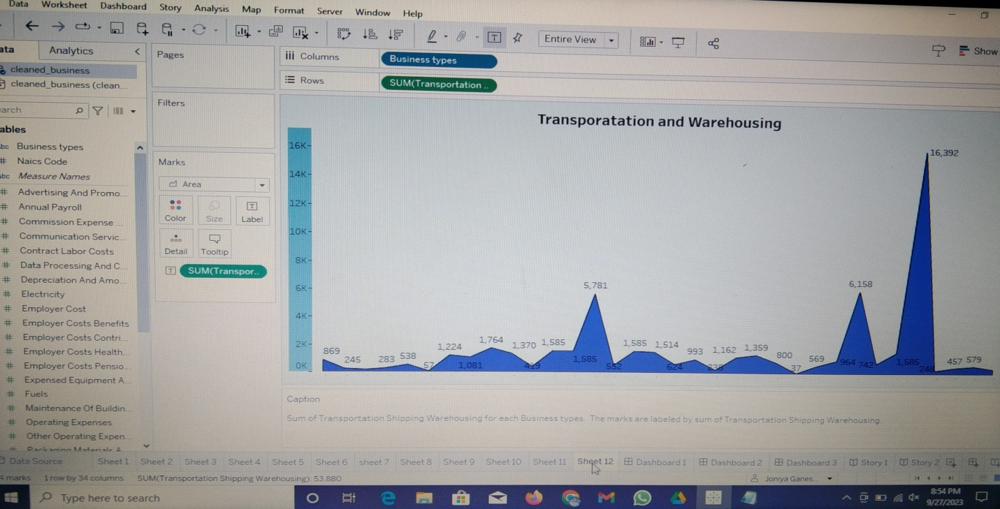 Data Worksheet Dashboard Story Analysis Map Format Server Window Help
Entire View
Show
Analytics
cleaned_business
cleaned_business (clean...
Pages
Filters
iii Columns Business types
Rows SUM(Transportation ..
Business types
Naics Code
Measure Names
Advertising And Promo...
Annual Payroll
Commission Expense ...
Communication Servic...
Contract Labor Costs
Data Processing And C...
Depreciation And Amo...
Electricity
Employer Cost
Employer Costs Benefits
Employer Costs Contri...
Employer Costs Health...
Employer Costs Pensio...
Expensed Equipment A...
Fuels
Maintenance Of Buildin...
Operating Expenses
Other Operating Expen...
Packaging Materials A
Marks
Area
Color Size Label
Detail Tooltip
SUM(Transpor..
Transporatation and Warehousing
16K
14K
12K
10K
8K
6K
4K
2K
0K
16,392
5,781
6,158
869
245
283
538
57
1,224
1,081
1,764
1,370
419
1,585
1,585
552
1,585
1,514
624
993
238
1,162
1,359
800
37
569
964
742
1,585
248
457
579
Caption
Sum of Transportation Shipping Warehousing for each Business types. The marks are labeled by sum of Transportation Shipping Warehousing.
Data Source Sheet 1 Sheet 2 Sheet 3 Sheet 4 Sheet 5 Sheet 6 sheet 7 Sheet 8 Sheet 9 Sheet 10 Sheet 11 Sheet 12 Dashboard 1 Dashboard 2 Dashboard 3 Story 1 Story 2
4 marks 1 row by 34 columns SUM(Transportation Shipping Warehousing): 53,880
Joniya Ganes...
Type here to search
8:54 PM
9/27/2023